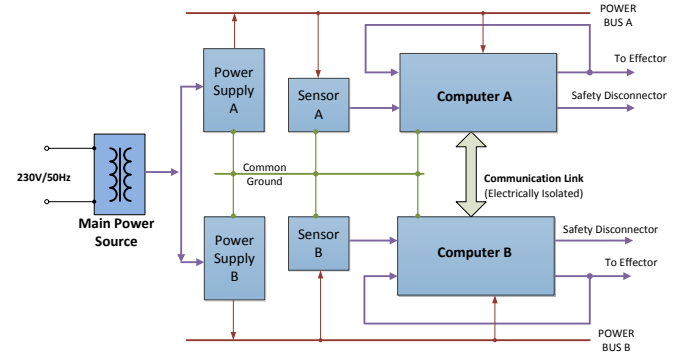 POWER
BUS A
To Effector
Power
Supply
A
Sensor
A
Computer A
Safety Disconnector
Common
Ground
Communication Link
(Electrically Isolated)
230V/50Hz
Main Power
Source
Power
Supply
B
Sensor
B
Computer B
Safety Disconnector
To Effector
POWER
BUS B